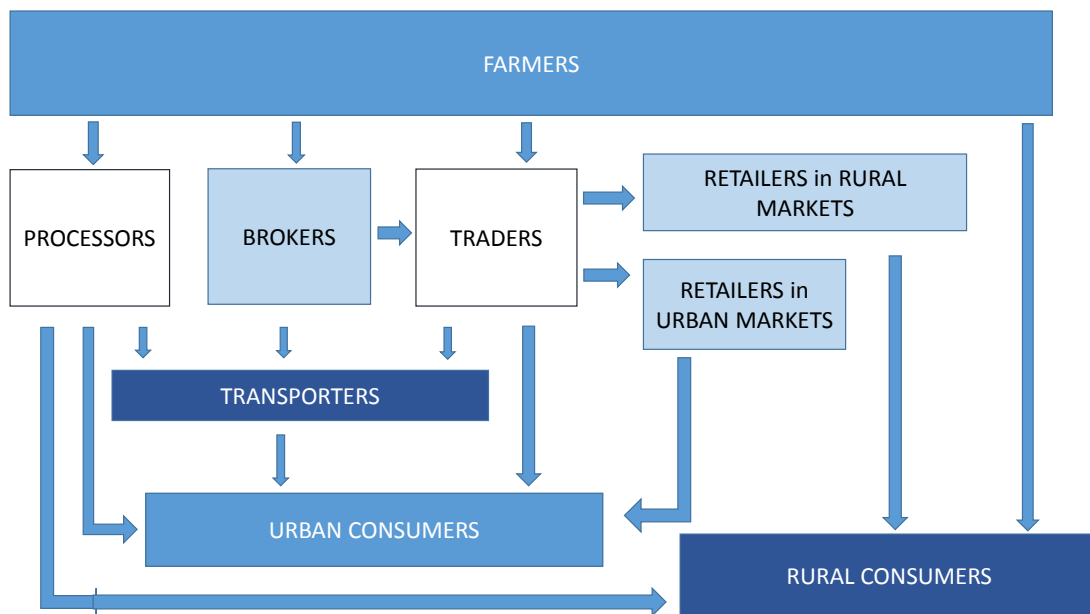 FARMERS
PROCESSORS
BROKERS
TRADERS
RETAILERS in RURAL
MARKETS
RETAILERS in
URBAN MARKETS
TRANSPORTERS
URBAN CONSUMERS
RURAL CONSUMERS